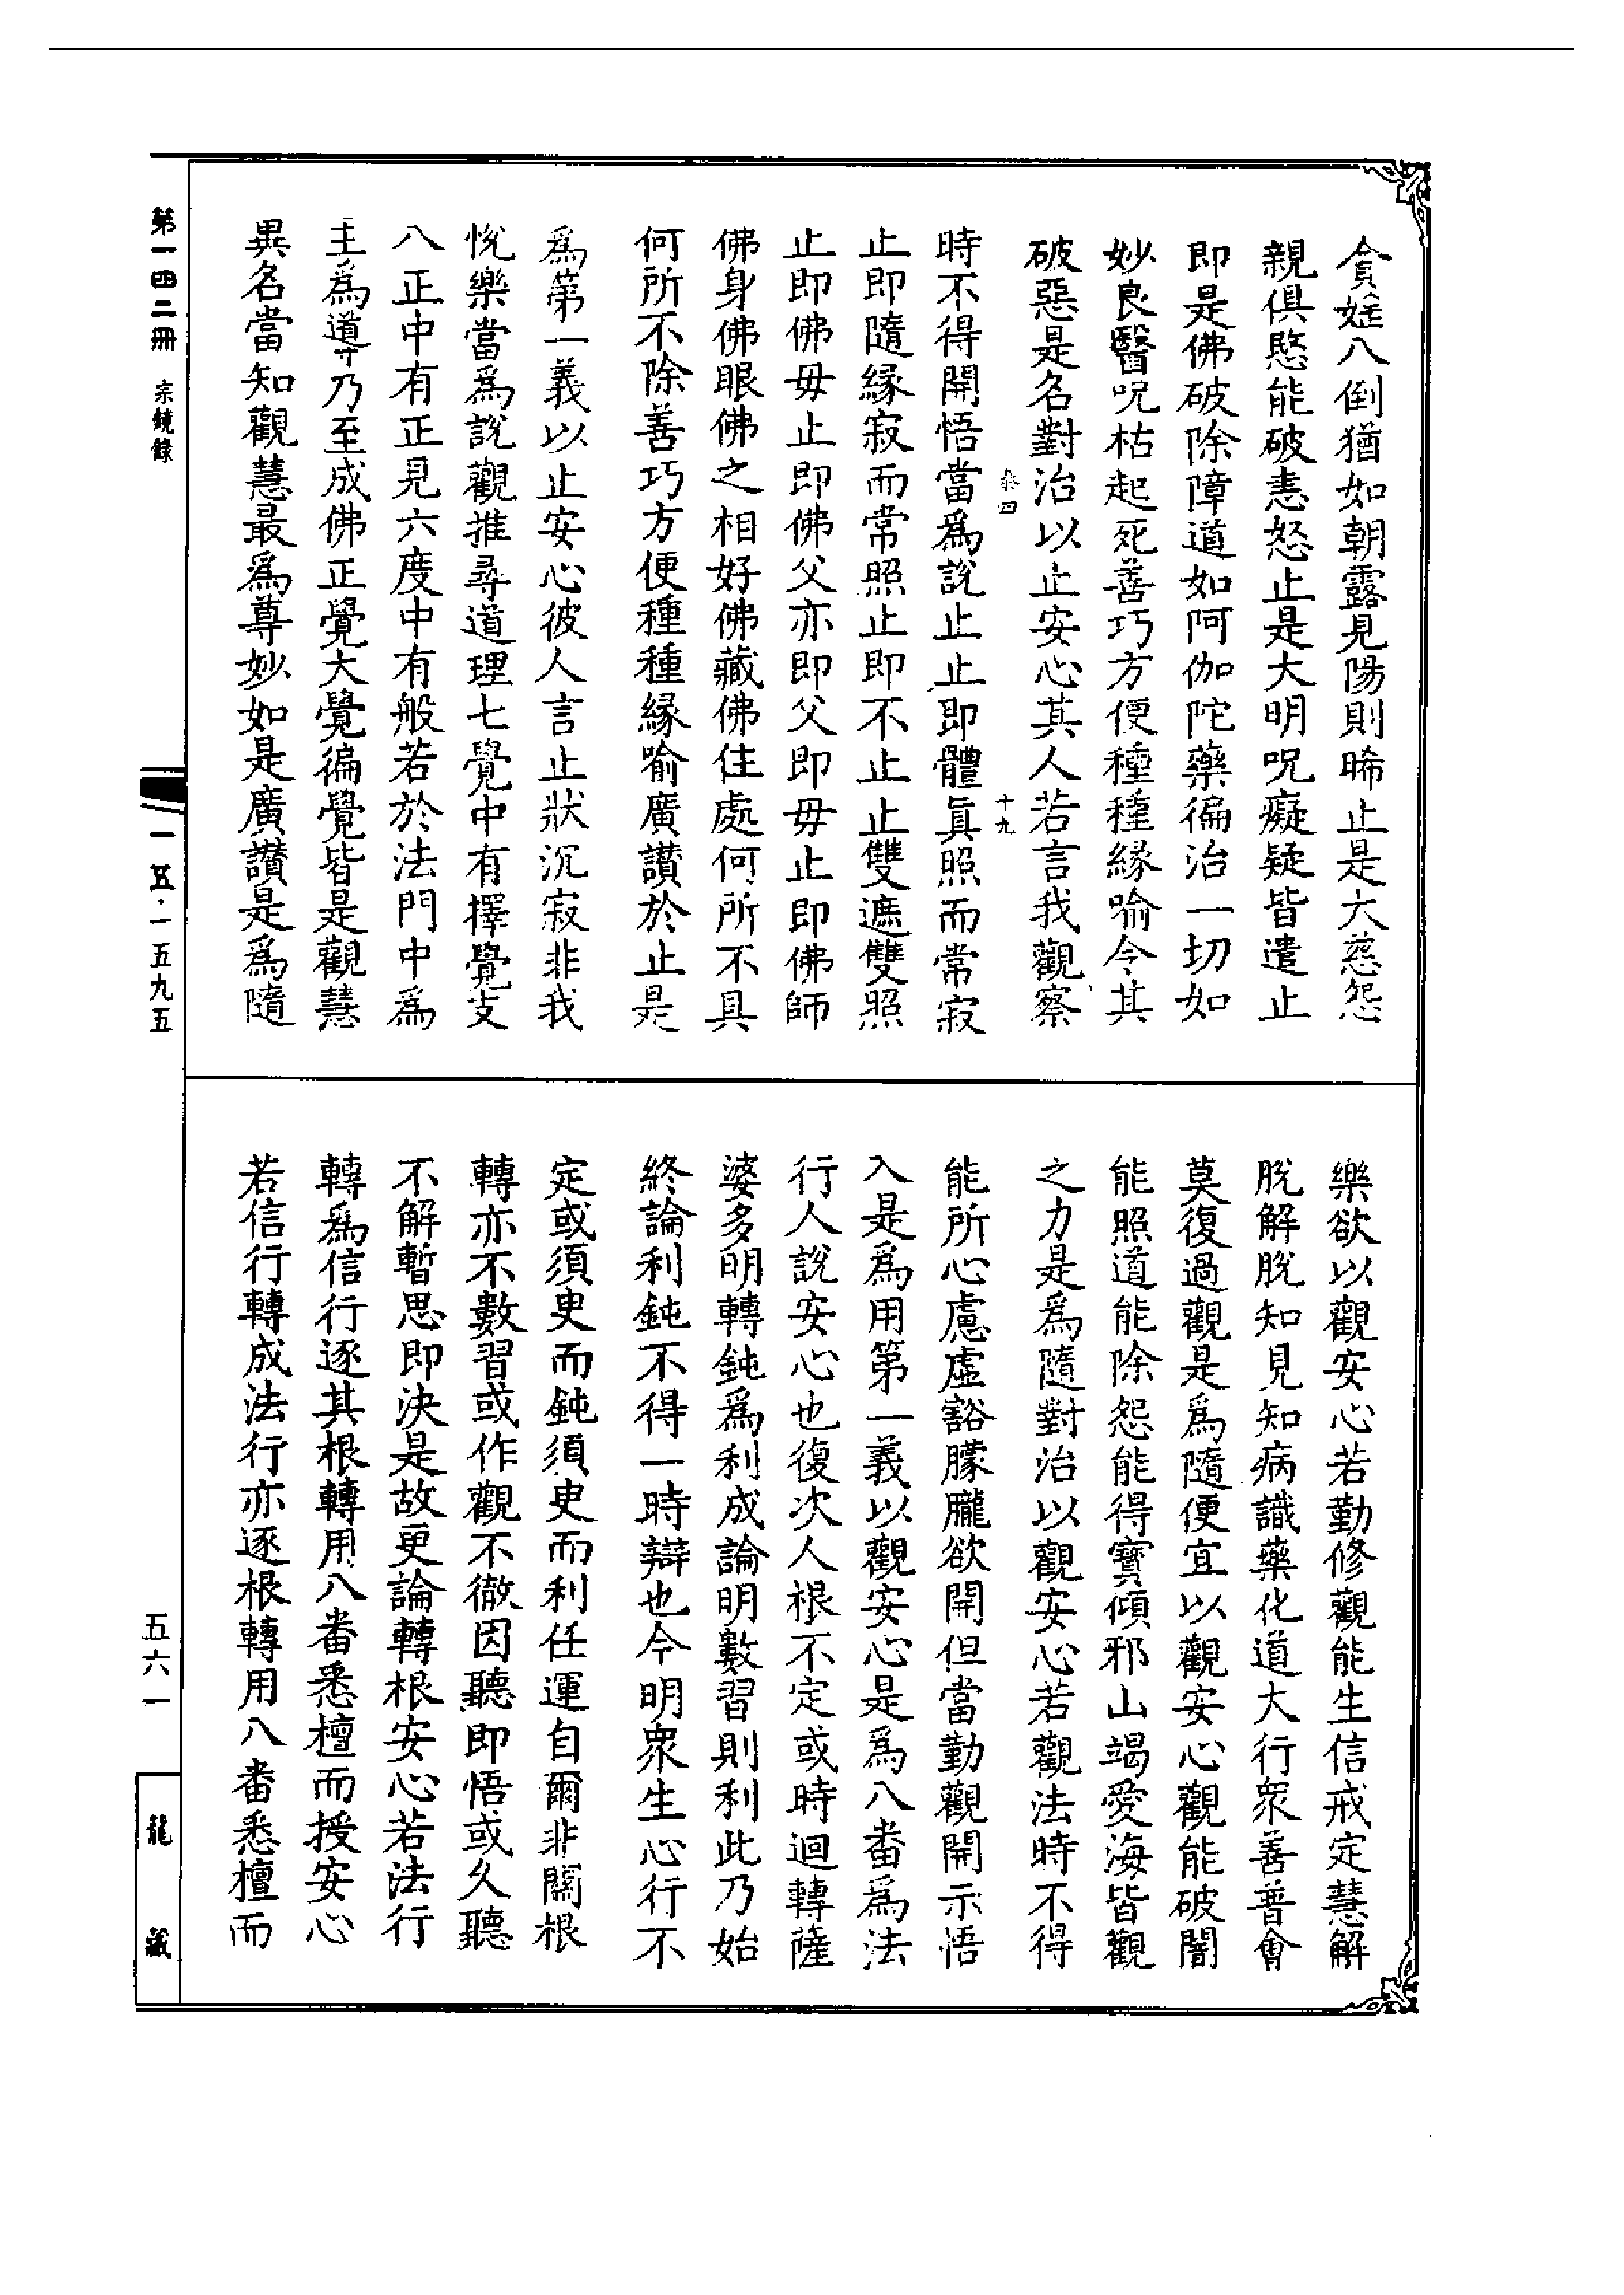 貪婬八倒猶如朝露見陽則晞止是大慈怨
親俱愍能破恚怒止是大明呪癡疑皆遣止
即是佛破除障道如阿伽陀藥徧治一切如
妙良醫呪枯起死善巧方便種種緣喻今其
破惡是名對治以止安心其人若言我觀察
時不得開悟當爲說止止即體眞照而常寂
止即隨緣寂而常照止即不止止雙遮雙照
止即佛毋止即佛父亦即父即毋止即佛師
佛身佛眼佛之相好佛藏佛住處何所不具
何所不除善巧方便種種緣喻廣讃於止是
爲第一義以止安心彼人言止狀沉寂非我
悅樂當爲說觀推尋道理七覺中有擇覺支
八正中有正見六度中有般若於法門中爲
主爲導乃至成佛正覺大覺徧覺皆是觀慧
異名當知觀慧最爲尊妙如是廣讃是爲隨
樂欲以觀安心若勤修觀能生信戒定慧解
脫解脫知見知病識藥化道大行衆善普會
莫復過觀是爲隨便宜以觀安心觀能破闇
能照道能除怨能得寶傾邪山竭愛海皆觀
之力是爲隨對治以觀安心若觀法時不得
能所心慮虛豁朦朧欲開但當勤觀開示悟
入是爲用第一義以觀安心是爲八番爲法
行人說安心也復次人根不定或時迴轉薩
婆多明轉鈍爲利成論明數習則利此乃始
終論利鈍不得一時辯也今明衆生心行不
定或須史而鈍須史而利任運自爾非關根
轉亦不數習或作觀不徹因聽即悟或久聽
不解暫思即決是故更論轉根安心若法行
轉爲信行逐其根轉用八番悉檀而授安心
若信行轉成法行亦逐根轉用八番悉檀而
第一四二冊 宗鏡錄
一五·一五九五
五六一
龍藏
十九